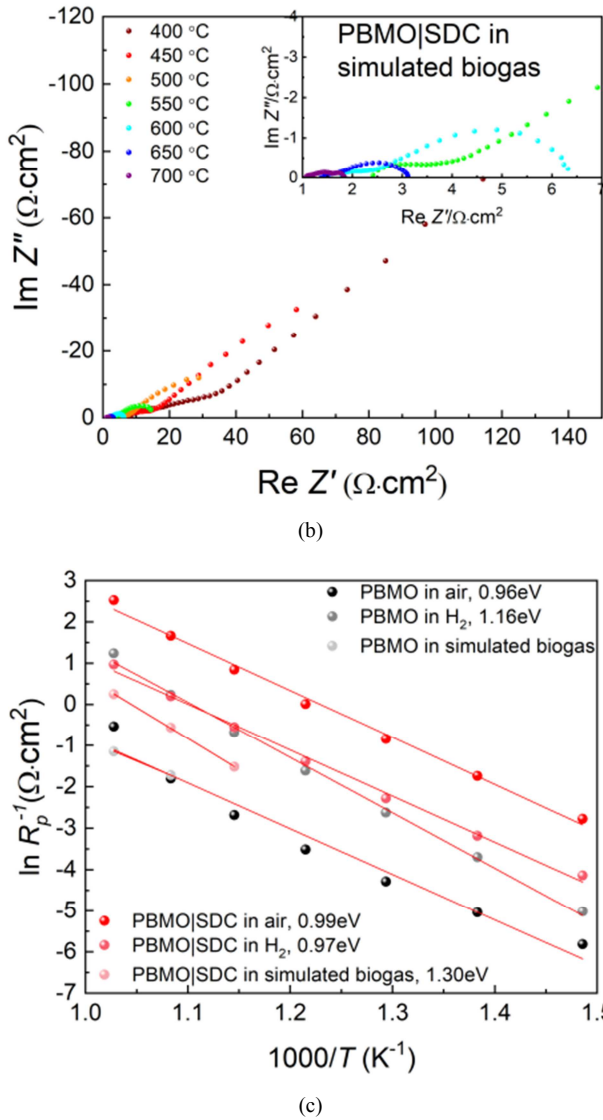 -120
-100
-80
-60
-40
-20
0
Im Z″ (Ω·cm²)
400 °C
450 °C
500 °C
550 °C
600 °C
650 °C
700 °C
-4
-3
-2
-1
0
Im Z″/Ω·cm²
PBMO|SDC in
simulated biogas
1 2 3 4 5 6 7
Re Z′/Ω·cm²
0 20 40 60 80 100 120 140
Re Z′ (Ω·cm²)
(b)
3
2
1
0
-1
-2
-3
-4
-5
-6
-7
ln Rp⁻¹(Ω·cm²)
PBMO in air, 0.96eV
PBMO in H₂, 1.16eV
PBMO in simulated biogas
PBMO|SDC in air, 0.99eV
PBMO|SDC in H₂, 0.97eV
PBMO|SDC in simulated biogas, 1.30eV
1.0 1.1 1.2 1.3 1.4 1.5
1000/T (K⁻¹)
(c)